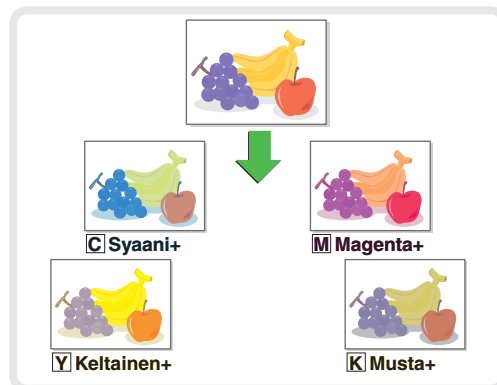 C Syaani+
M Magenta+
Y Keltainen+
K Musta+